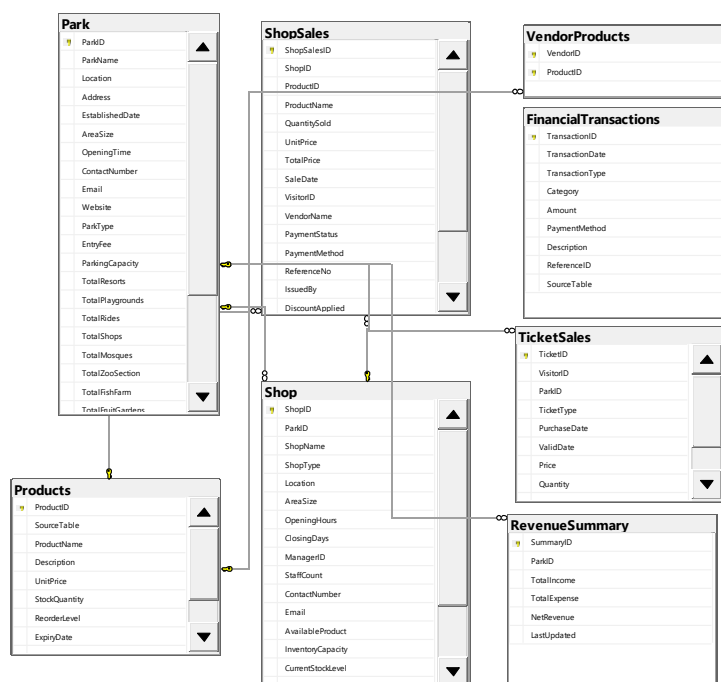 Park
ParkID
ParkName
Location
Address
EstablishedDate
AreaSize
OpeningTime
ContactNumber
Email
Website
ParkType
EntryFee
ParkingCapacity
TotalResorts
TotalPlaygrounds
TotalRides
TotalShops
TotalMosques
TotalZooSection
TotalFishFarm
TotalFruitGardens
ShopSales
ShopSalesID
ShopID
ProductID
ProductName
QuantitySold
UnitPrice
TotalPrice
SaleDate
VisitorID
VendorName
PaymentStatus
PaymentMethod
ReferenceNo
IssuedBy
DiscountApplied
VendorProducts
VendorID
ProductID
FinancialTransactions
TransactionID
TransactionDate
TransactionType
Category
Amount
PaymentMethod
Description
ReferenceID
SourceTable
TicketSales
TicketID
VisitorID
ParkID
TicketType
PurchaseDate
ValidDate
Price
Quantity
Products
ProductID
SourceTable
ProductName
Description
UnitPrice
StockQuantity
ReorderLevel
ExpiryDate
Shop
ShopID
ParkID
ShopName
ShopType
Location
AreaSize
OpeningHours
ClosingDays
ManagerID
StaffCount
ContactNumber
Email
AvailableProduct
InventoryCapacity
CurrentStockLevel
RevenueSummary
SummaryID
ParkID
TotalIncome
TotalExpense
NetRevenue
LastUpdated